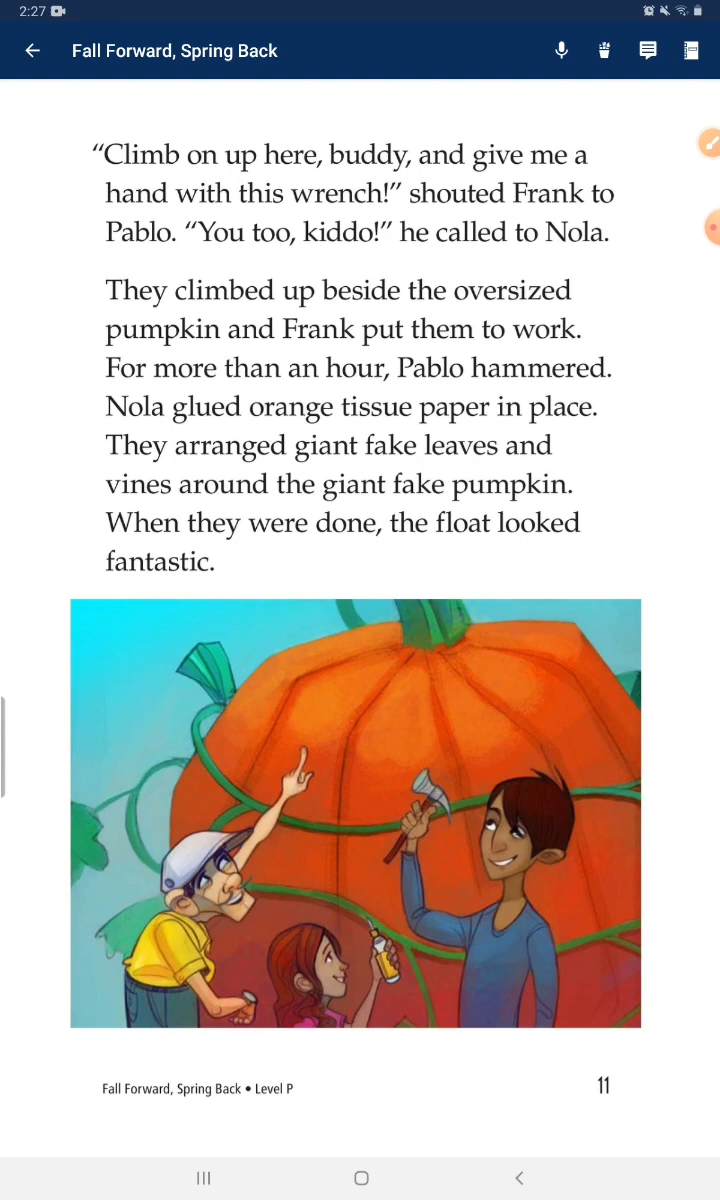 2:27
Fall Forward, Spring Back
“Climb on up here, buddy, and give me a
hand with this wrench!” shouted Frank to
Pablo. “You too, kiddo!” he called to Nola.
They climbed up beside the oversized
pumpkin and Frank put them to work.
For more than an hour, Pablo hammered.
Nola glued orange tissue paper in place.
They arranged giant fake leaves and
vines around the giant fake pumpkin.
When they were done, the float looked
fantastic.
Fall Forward, Spring Back • Level P
11